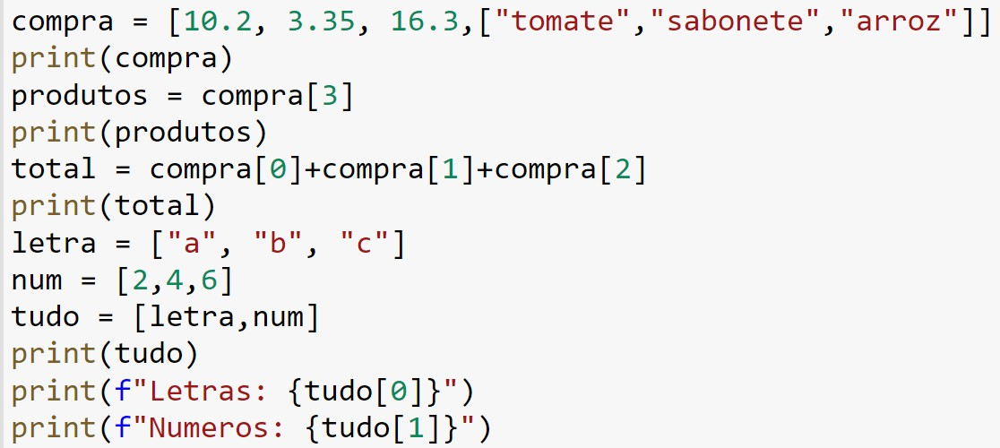 compra = [10.2, 3.35, 16.3,["tomate","sabonete","arroz"]]
print(compra)
produtos = compra[3]
print(produtos)
total = compra[0]+compra[1]+compra[2]
print(total)
letra = ["a", "b", "c"]
num = [2,4,6]
tudo = [letra,num]
print(tudo)
print(f"Letras: {tudo[0]}")
print(f"Numeros: {tudo[1]}")